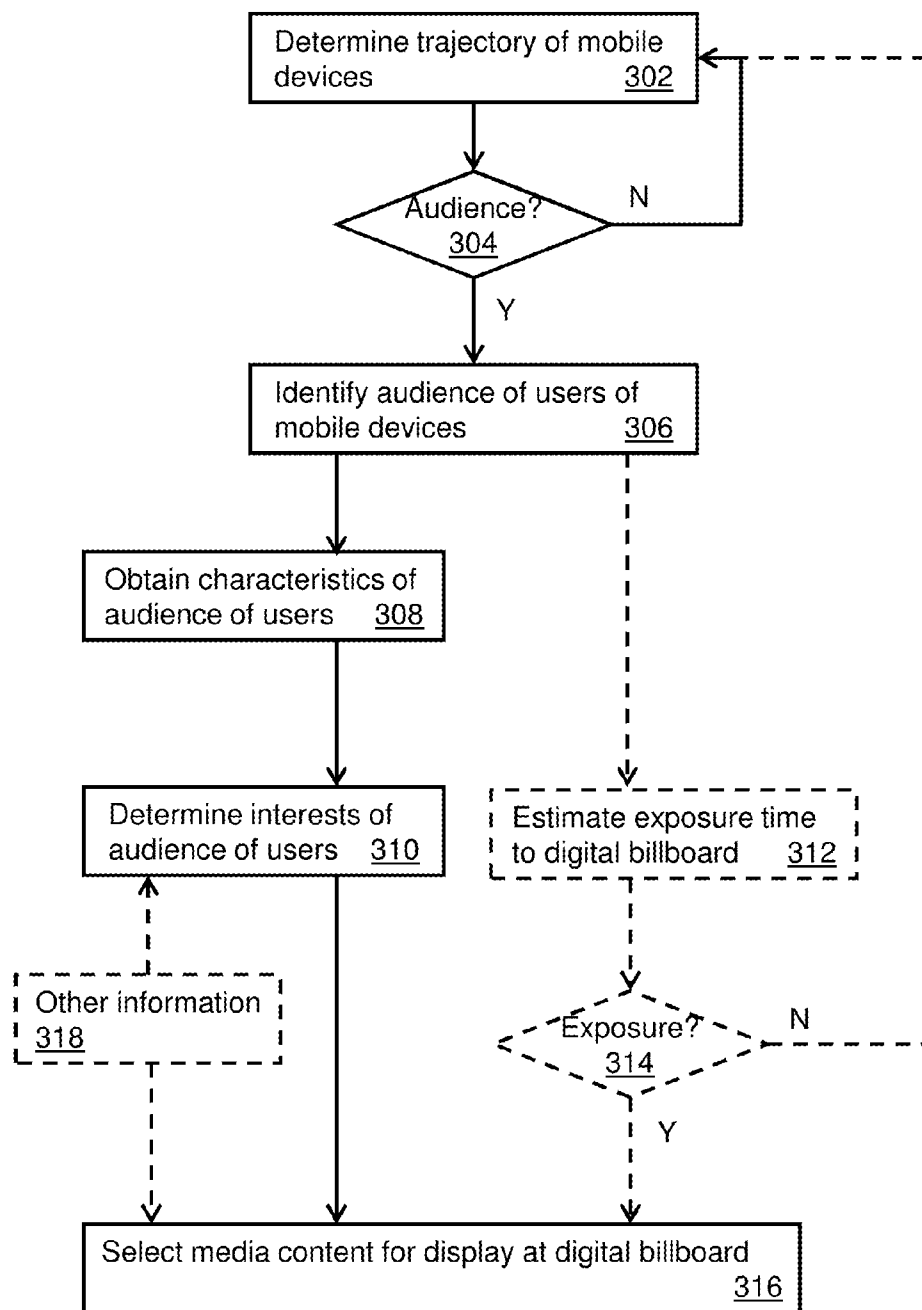 Determine trajectory of mobile
devices 302
Audience?
304
N
Y
Identify audience of users of
mobile devices 306
Obtain characteristics of
audience of users 308
Determine interests of
audience of users 310
Estimate exposure time
to digital billboard 312
Other information
318
Exposure?
314
N
Y
Select media content for display at digital billboard
316